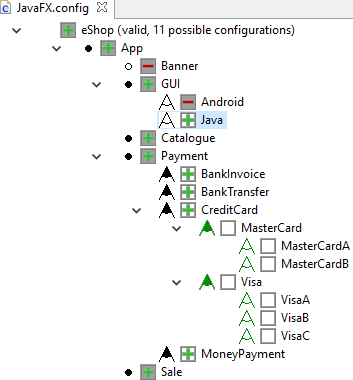 JavaFX.config
eShop (valid, 11 possible configurations)
App
Banner
GUI
Android
Java
Catalogue
Payment
BankInvoice
BankTransfer
CreditCard
MasterCard
MasterCardA
MasterCardB
Visa
VisaA
VisaB
VisaC
MoneyPayment
Sale